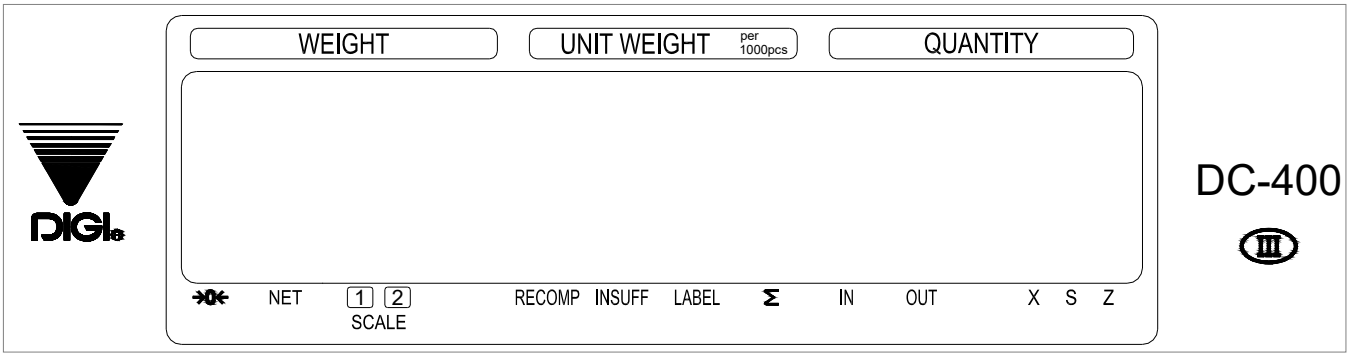 WEIGHT
UNIT WEIGHT per 1000pcs
QUANTITY
DIGI®
DC-400
III
→0← NET 1 2 RECOMP INSUFF LABEL Σ IN OUT X S Z
SCALE